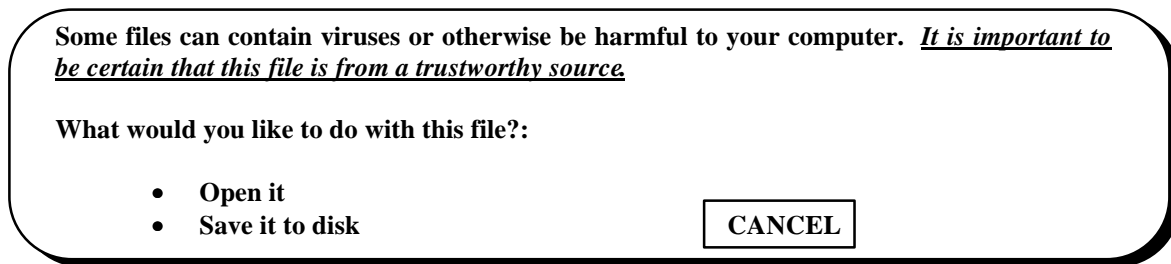 Some files can contain viruses or otherwise be harmful to your computer. It is important to
be certain that this file is from a trustworthy source.
What would you like to do with this file?:
• Open it
• Save it to disk CANCEL